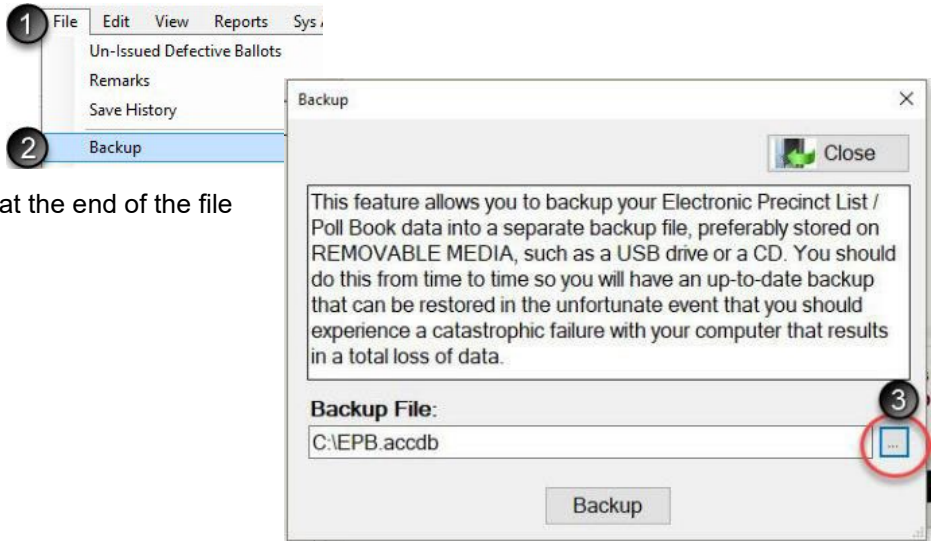 1 File Edit View Reports Sys
Un-Issued Defective Ballots
Remarks
Save History
2 Backup
at the end of the file
Backup
Close
This feature allows you to backup your Electronic Precinct List /
Poll Book data into a separate backup file, preferably stored on
REMOVABLE MEDIA, such as a USB drive or a CD. You should
do this from time to time so you will have an up-to-date backup
that can be restored in the unfortunate event that you should
experience a catastrophic failure with your computer that results
in a total loss of data.
Backup File:
3
C:\EPB.accdb ...
Backup